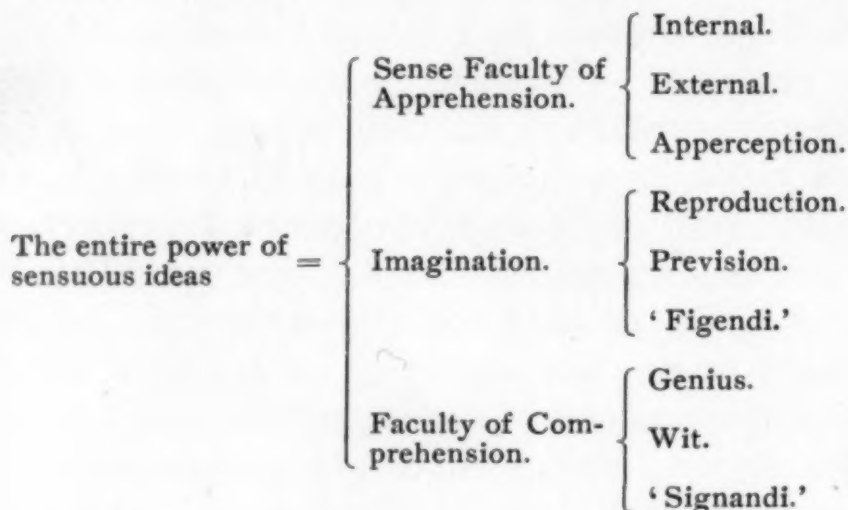 The entire power of
sensuous ideas
=
Sense Faculty of
Apprehension.
Internal.
External.
Apperception.
Imagination.
Reproduction.
Prevision.
‘Figendi.’
Faculty of Com-
prehension.
Genius.
Wit.
‘Signandi.’